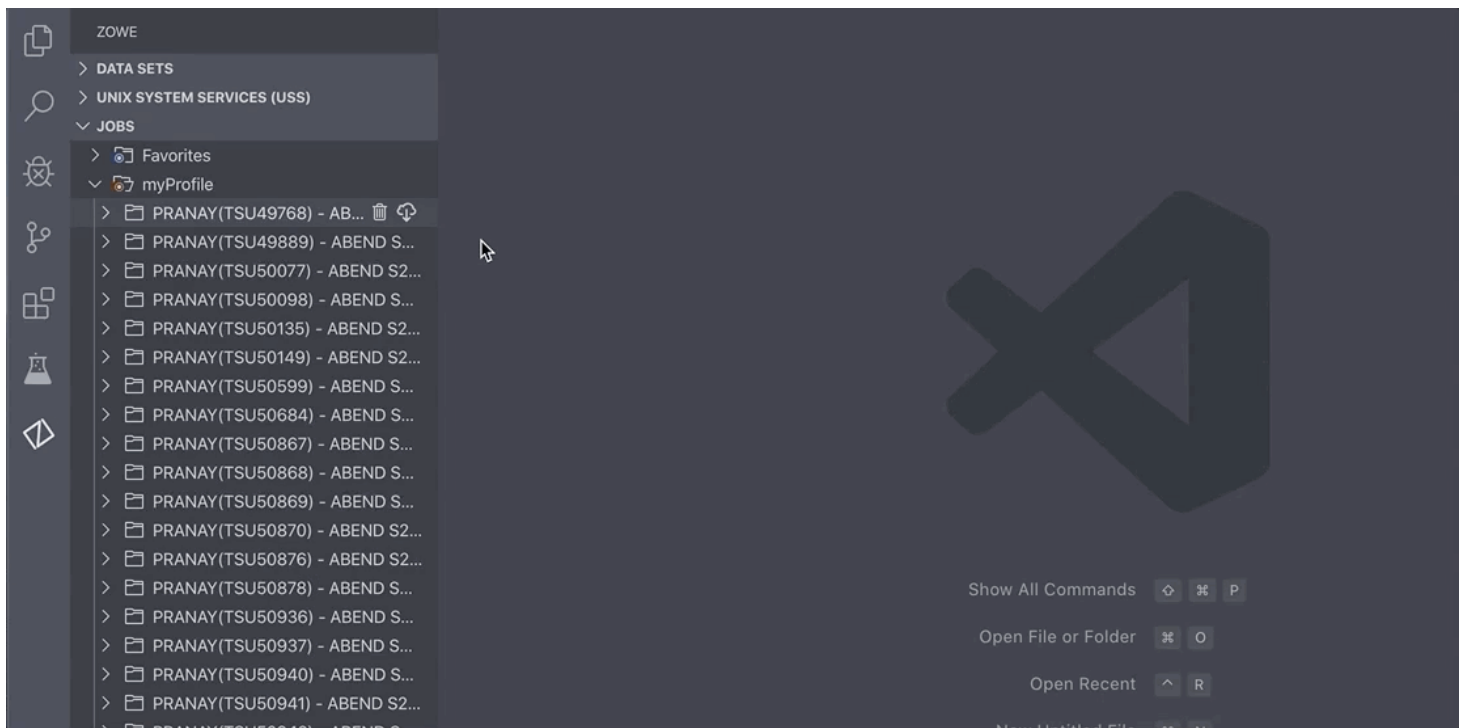 ZOWE
DATA SETS
UNIX SYSTEM SERVICES (USS)
JOBS
Favorites
myProfile
PRANAY(TSU49768) - AB...
PRANAY(TSU49889) - ABEND S...
PRANAY(TSU50077) - ABEND S2...
PRANAY(TSU50098) - ABEND S...
PRANAY(TSU50135) - ABEND S2...
PRANAY(TSU50149) - ABEND S2...
PRANAY(TSU50599) - ABEND S...
PRANAY(TSU50684) - ABEND S...
PRANAY(TSU50867) - ABEND S...
PRANAY(TSU50868) - ABEND S...
PRANAY(TSU50869) - ABEND S...
PRANAY(TSU50870) - ABEND S2...
PRANAY(TSU50876) - ABEND S2...
PRANAY(TSU50878) - ABEND S...
PRANAY(TSU50936) - ABEND S...
PRANAY(TSU50937) - ABEND S...
PRANAY(TSU50940) - ABEND S...
PRANAY(TSU50941) - ABEND S2...
Show All Commands ⇧ ⌘ P
Open File or Folder ⌘ O
Open Recent ^ R
New Untitled File